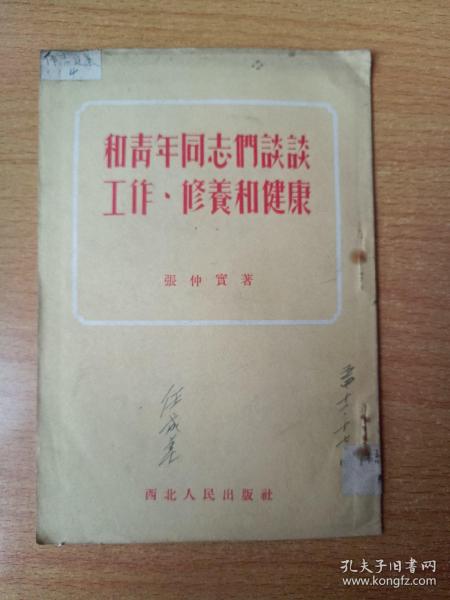 和青年同志們談談
工作、修養和健康
張仲實著
西北人民出版社
孔夫子旧书网
www.kongfz.com